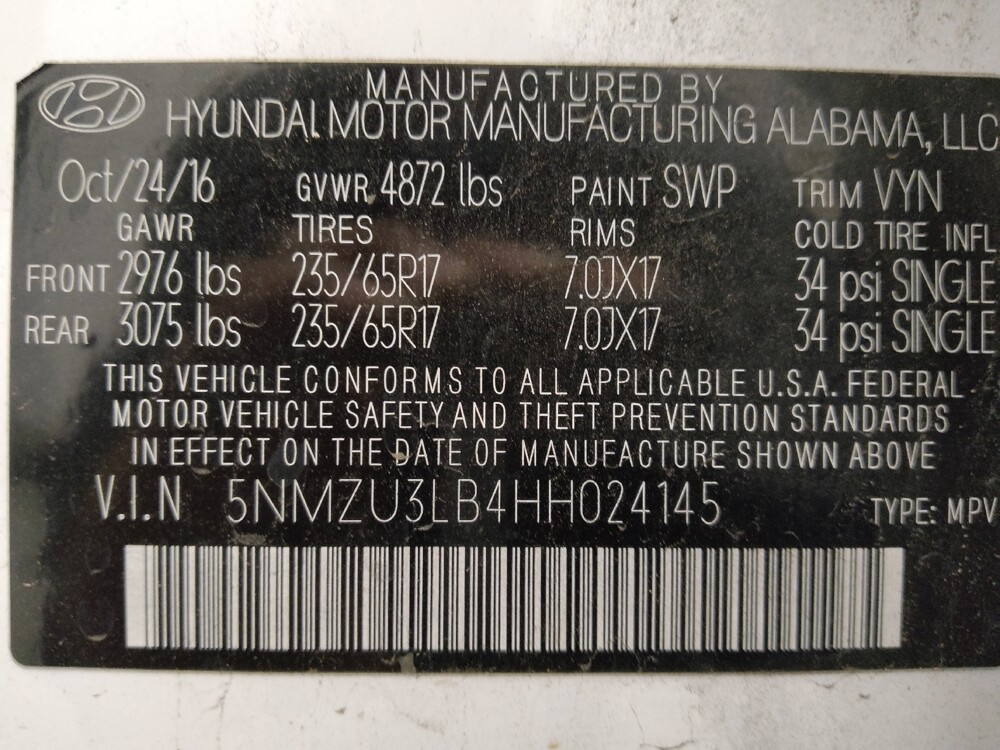 MANUFACTURED BY
HYUNDAI MOTOR MANUFACTURING ALABAMA, LLC
Oct/24/16 GVWR 4872 lbs PAINT SWP TRIM VYN
GAWR TIRES RIMS COLD TIRE INFL
FRONT 2976 lbs 235/65R17 7.0JX17 34 psi SINGLE
REAR 3075 lbs 235/65R17 7.0JX17 34 psi SINGLE
THIS VEHICLE CONFORMS TO ALL APPLICABLE U.S.A. FEDERAL
MOTOR VEHICLE SAFETY AND THEFT PREVENTION STANDARDS
IN EFFECT ON THE DATE OF MANUFACTURE SHOWN ABOVE
V.I.N 5NMZU3LB4HH024145 TYPE: MPV